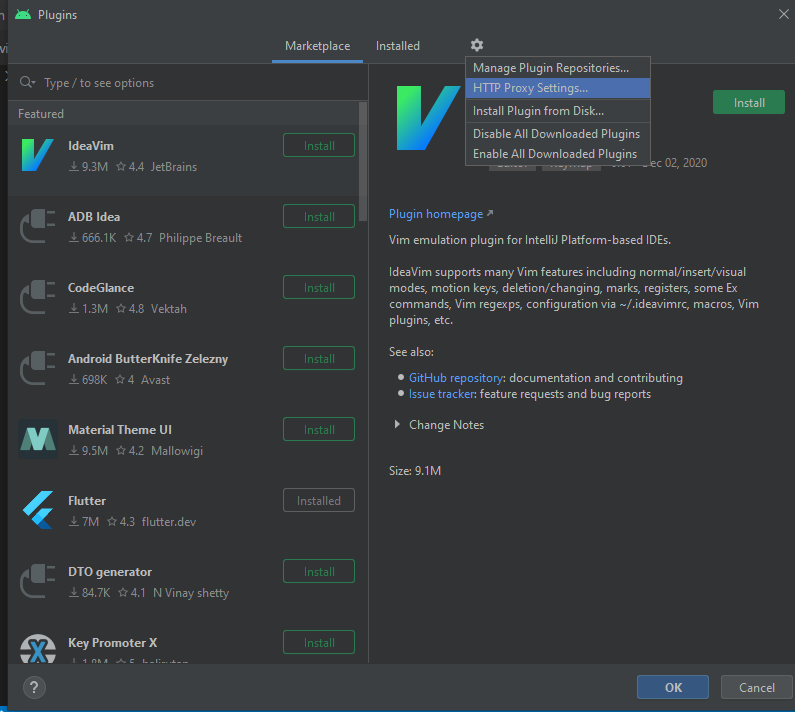 Plugins
Marketplace
Installed
Manage Plugin Repositories...
HTTP Proxy Settings...
Install Plugin from Disk...
Disable All Downloaded Plugins
Enable All Downloaded Plugins
Type / to see options
Featured
IdeaVim
9.3M 4.4 JetBrains
Install
ADB Idea
666.1K 4.7 Philippe Breault
Install
CodeGlance
1.3M 4.8 Vektah
Install
Android ButterKnife Zelezny
698K 4 Avast
Install
Material Theme UI
9.5M 4.2 Mallowigi
Install
Flutter
7M 4.3 flutter.dev
Installed
DTO generator
84.7K 4.1 N Vinay shetty
Install
Key Promoter X
1.8M 5 halirutan
Install
Install
Dec 02, 2020
Plugin homepage
Vim emulation plugin for IntelliJ Platform-based IDEs.
IdeaVim supports many Vim features including normal/insert/visual
modes, motion keys, deletion/changing, marks, registers, some Ex
commands, Vim regexps, configuration via ~/.ideavimrc, macros, Vim
plugins, etc.
See also:
GitHub repository: documentation and contributing
Issue tracker: feature requests and bug reports
Change Notes
Size: 9.1M
?
OK
Cancel